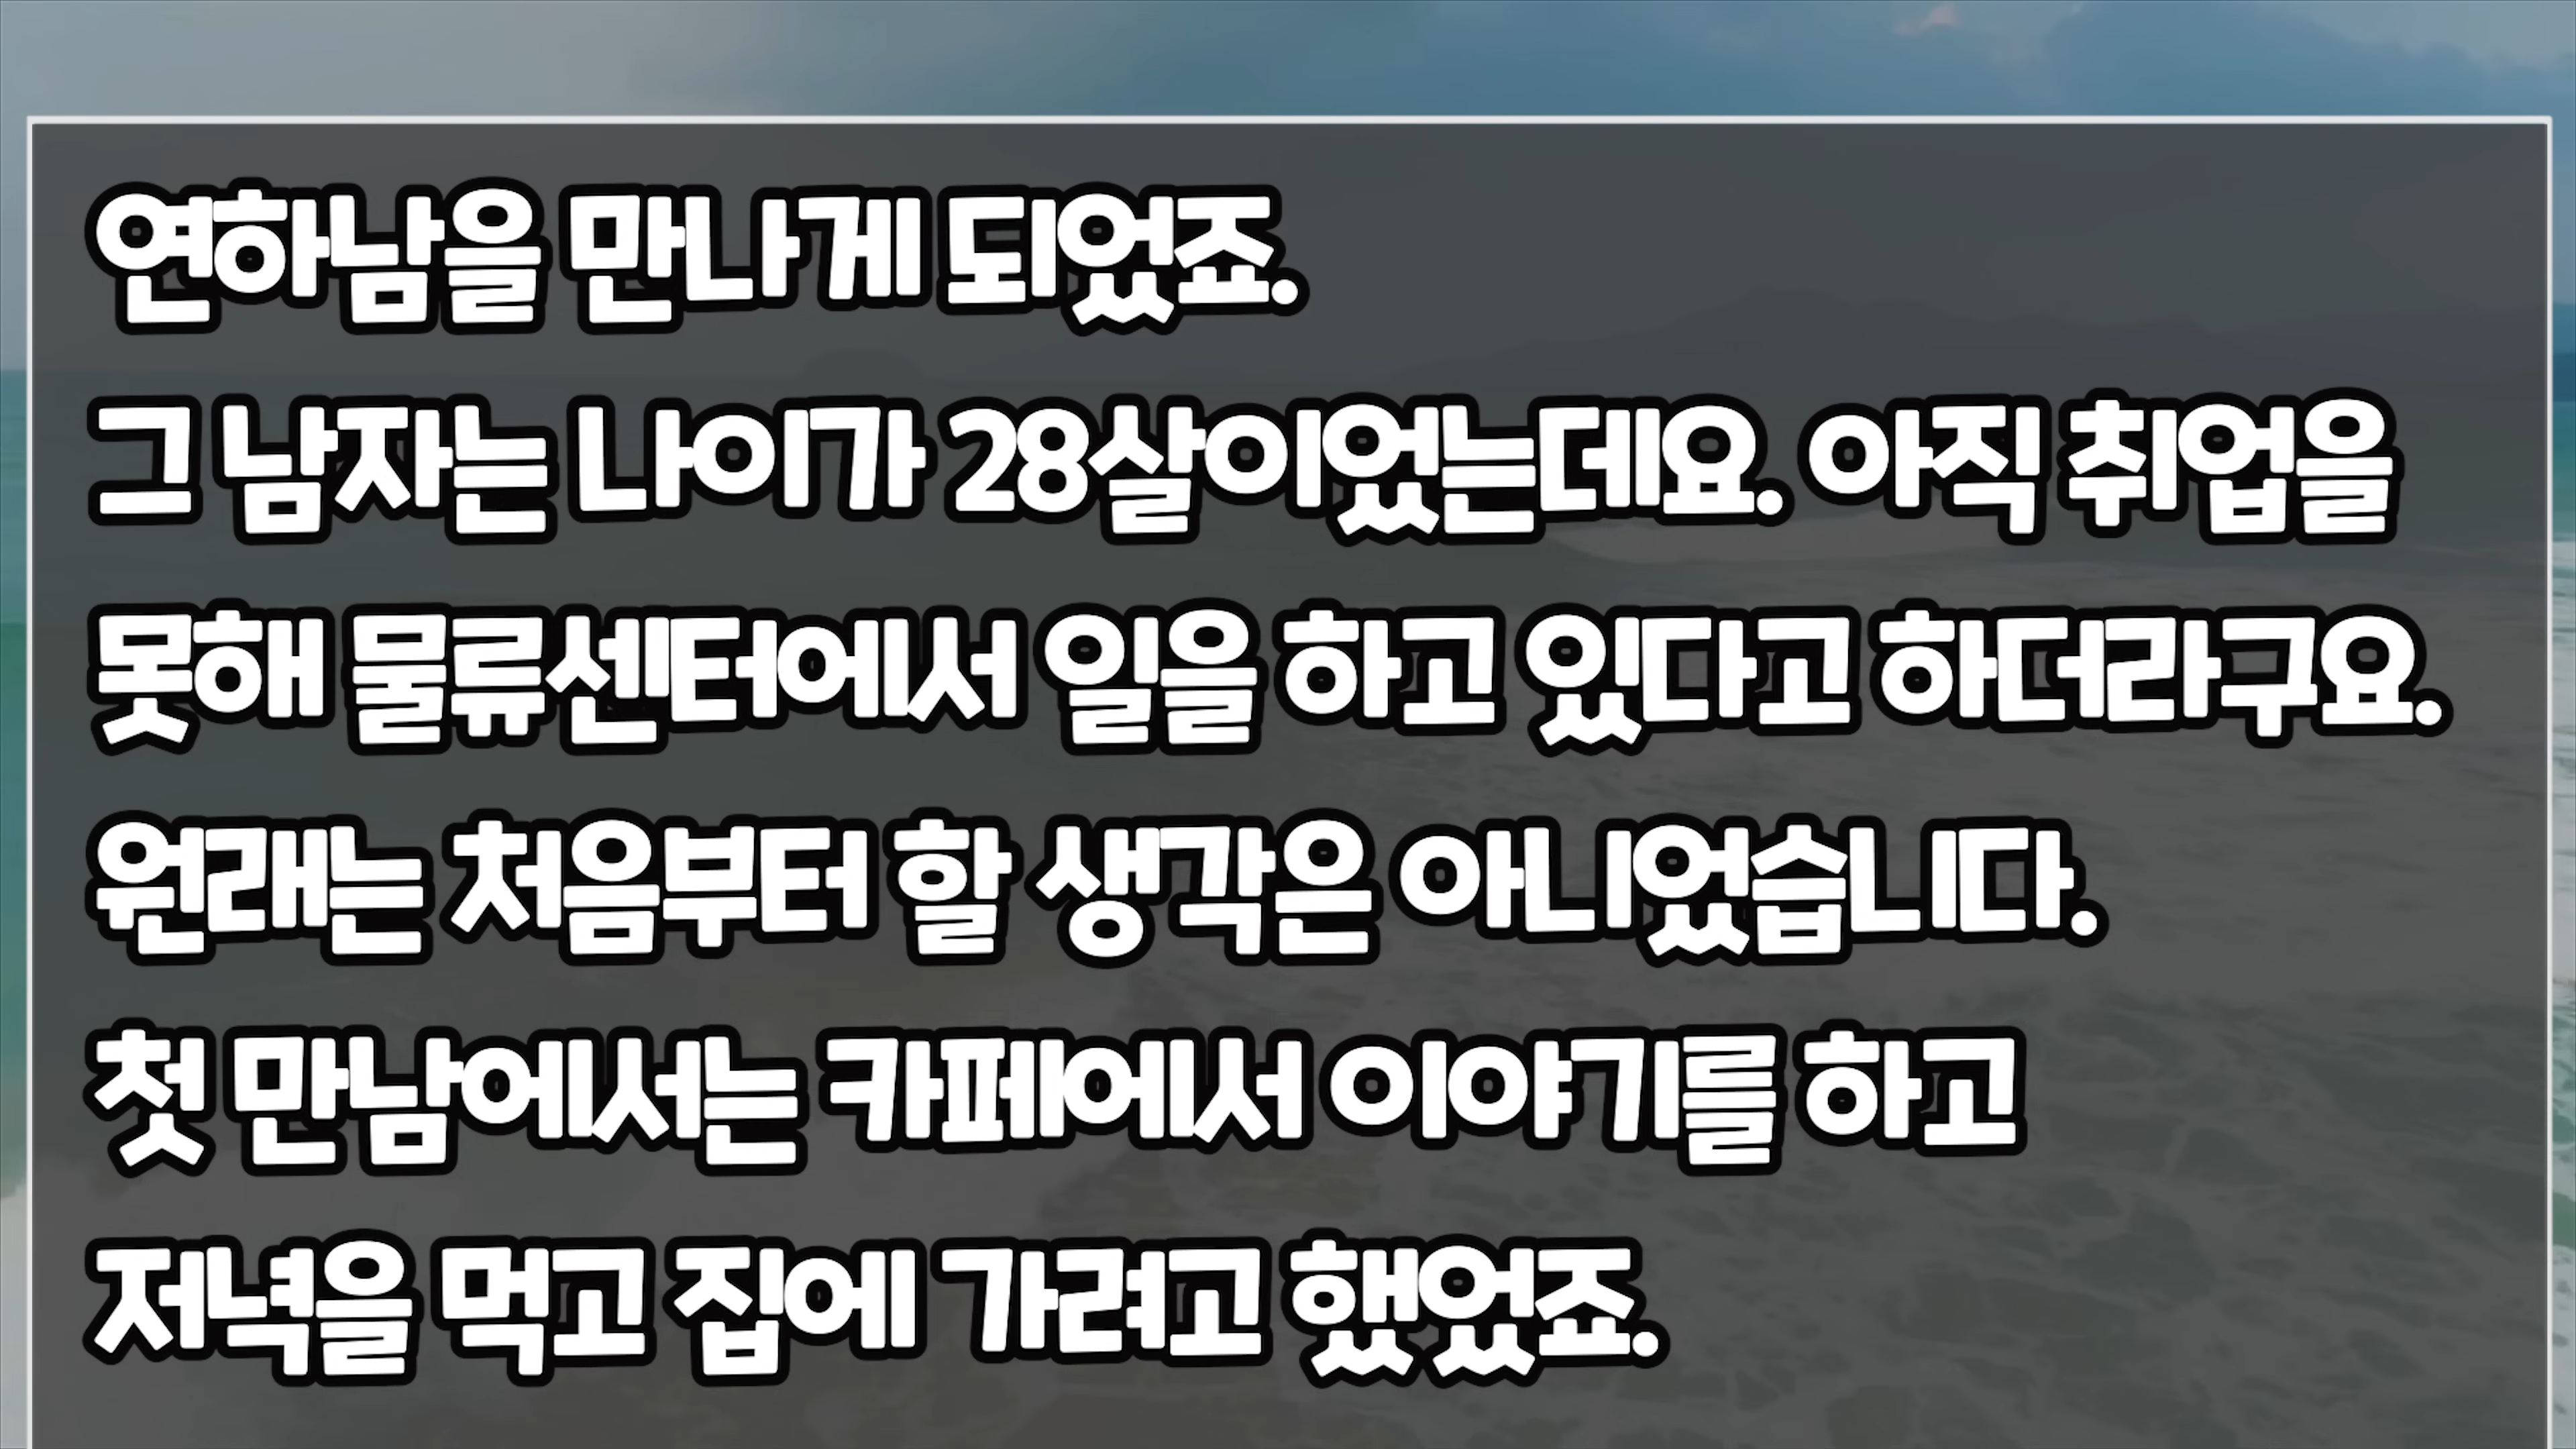 연하남을 만나게 되었죠.
그 남자는 나이가 28살이었는데요. 아직 취업을
못해 물류센터에서 일을 하고 있다고 하더라구요.
원래는 처음부터 할 생각은 아니었습니다.
첫 만남에서는 카페에서 이야기를 하고
저녁을 먹고 집에 가려고 했었죠.